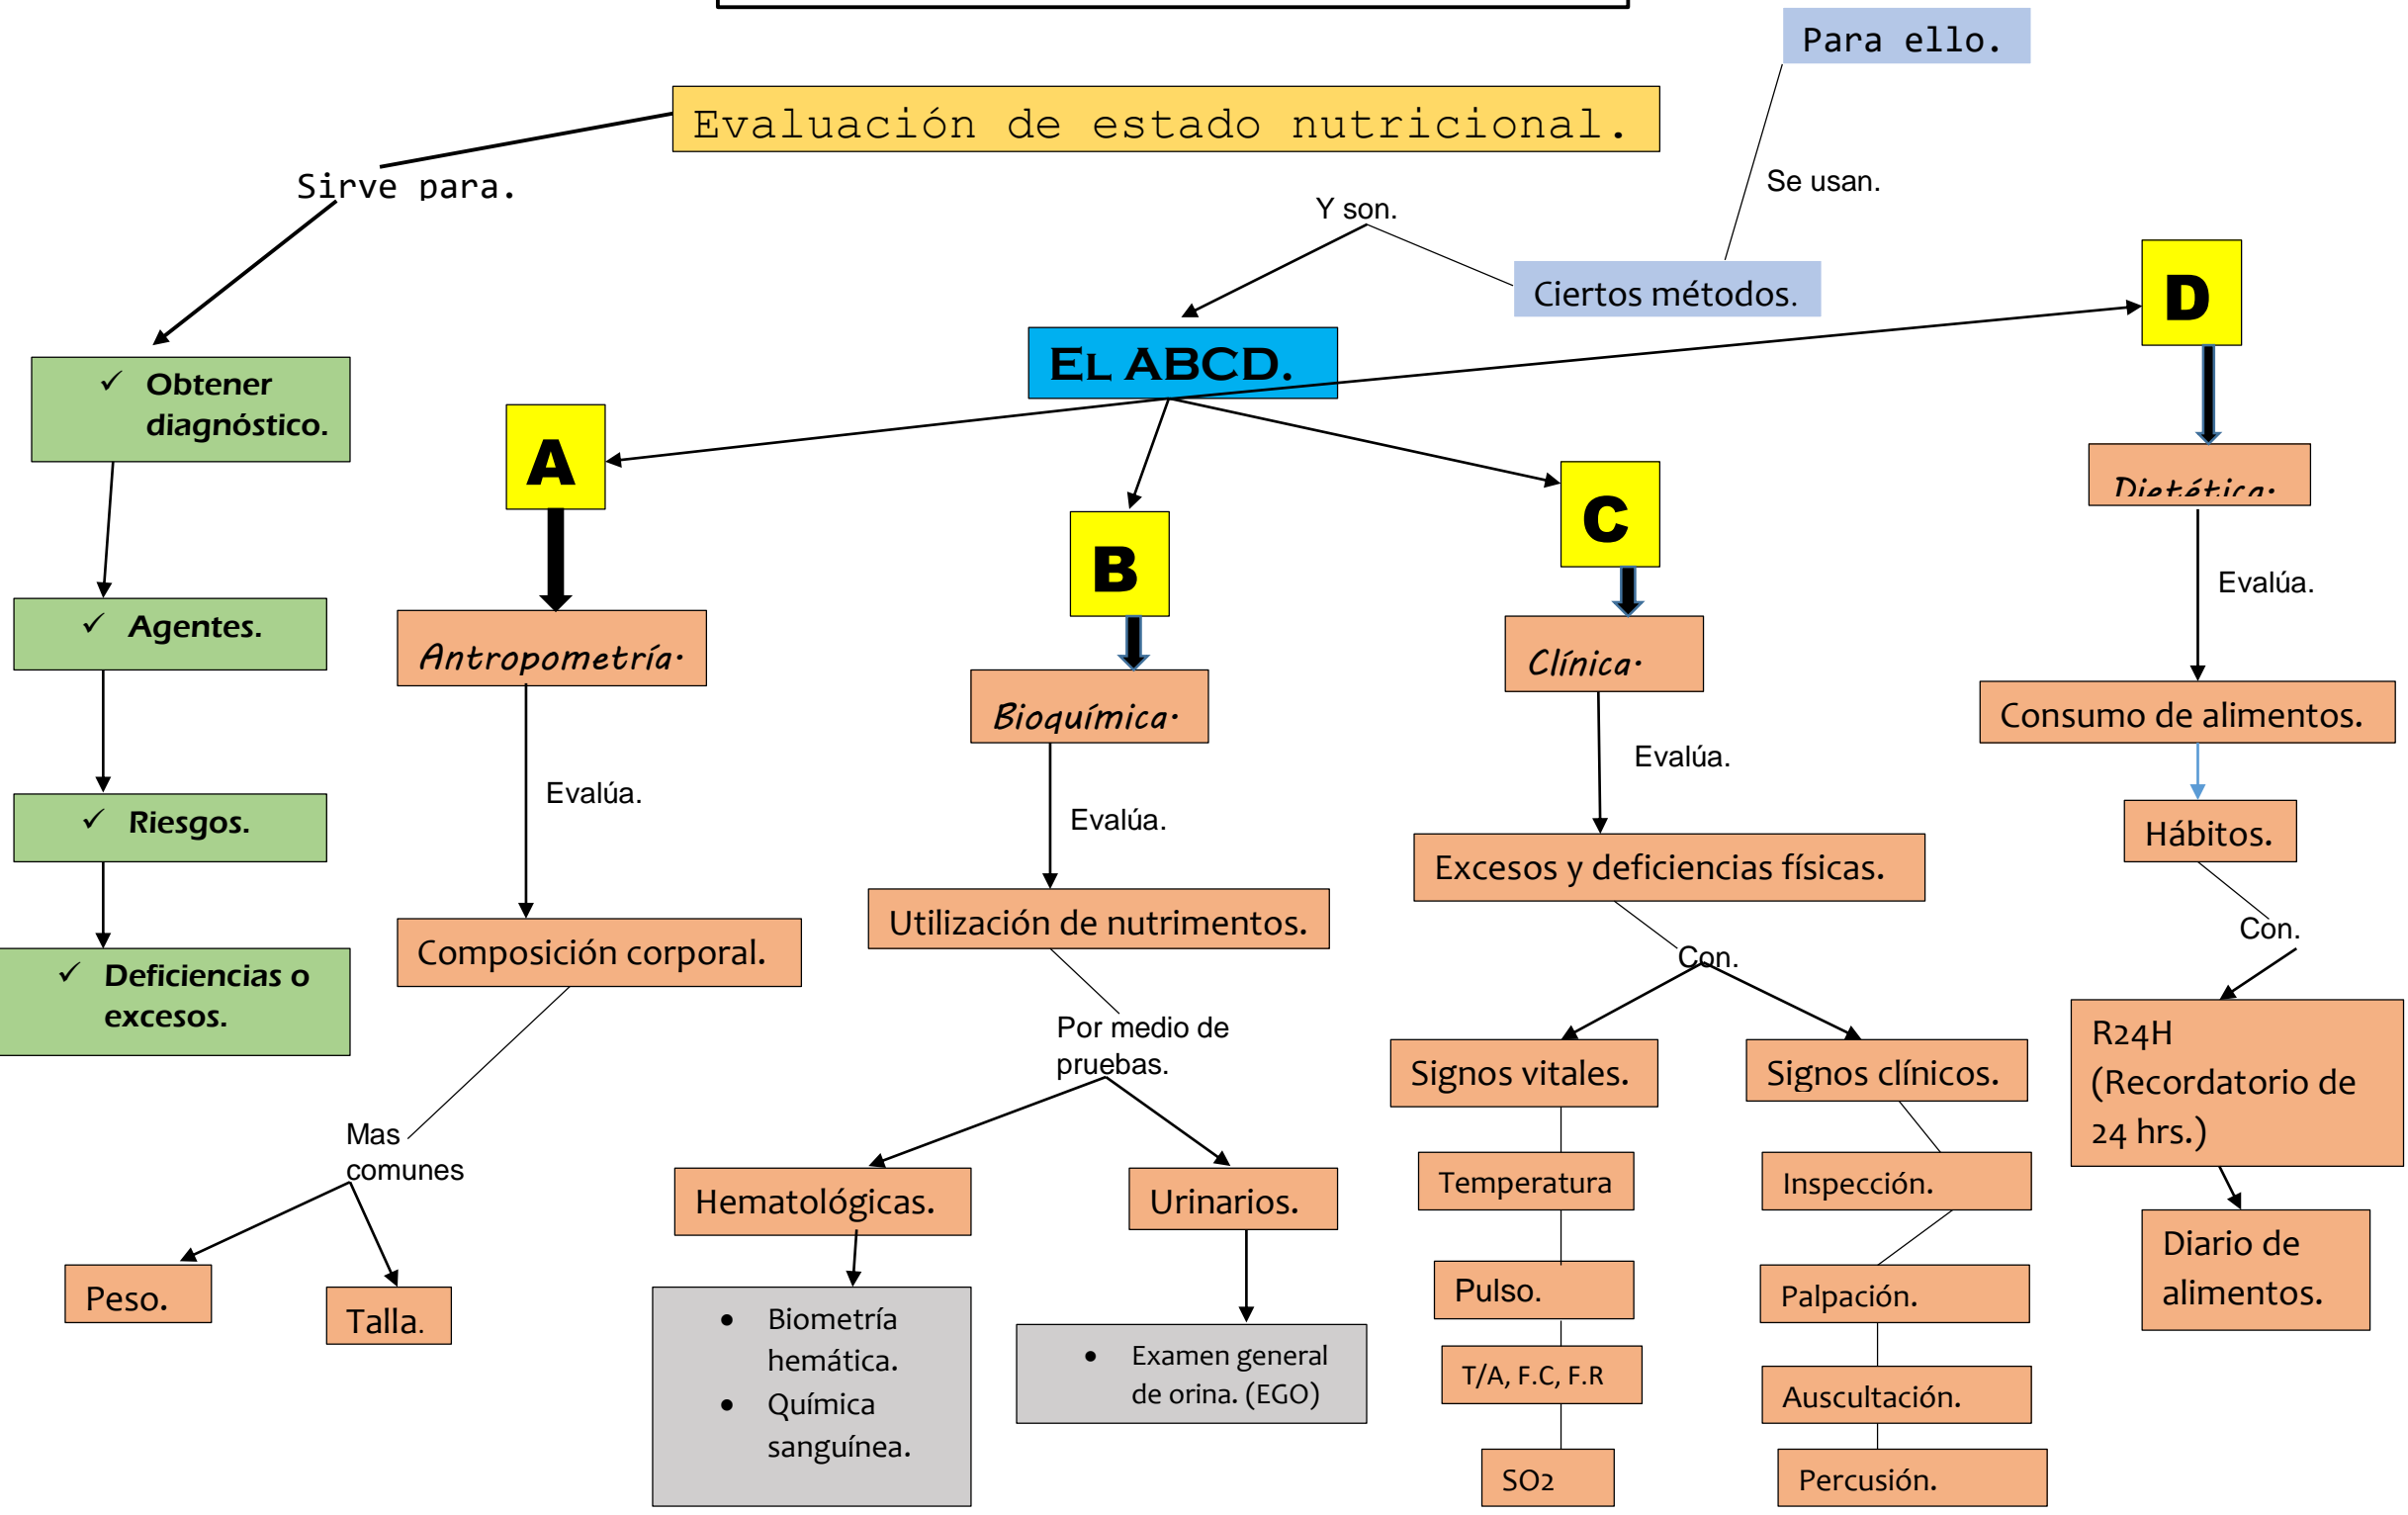 Para ello.
Evaluación de estado nutricional.
Sirve para.
Se usan.
Y son.
Ciertos métodos.
D
EL ABCD.
✓ Obtener
diagnóstico.
A
Dietética.
C
B
Evalúa.
✓ Agentes.
Antropometría.
Clínica.
Bioquímica.
Consumo de alimentos.
Evalúa.
Evalúa.
Evalúa.
✓ Riesgos.
Hábitos.
Excesos y deficiencias físicas.
Utilización de nutrimentos.
Con.
Composición corporal.
Con.
✓ Deficiencias o
excesos.
Por medio de
pruebas.
R24H
(Recordatorio de
24 hrs.)
Signos vitales.
Signos clínicos.
Mas
comunes
Temperatura
Inspección.
Hematológicas.
Urinarios.
Diario de
alimentos.
Peso.
Talla.
Pulso.
Palpación.
• Biometría
hemática.
• Química
sanguínea.
• Examen general
de orina. (EGO)
T/A, F.C, F.R
Auscultación.
SO2
Percusión.